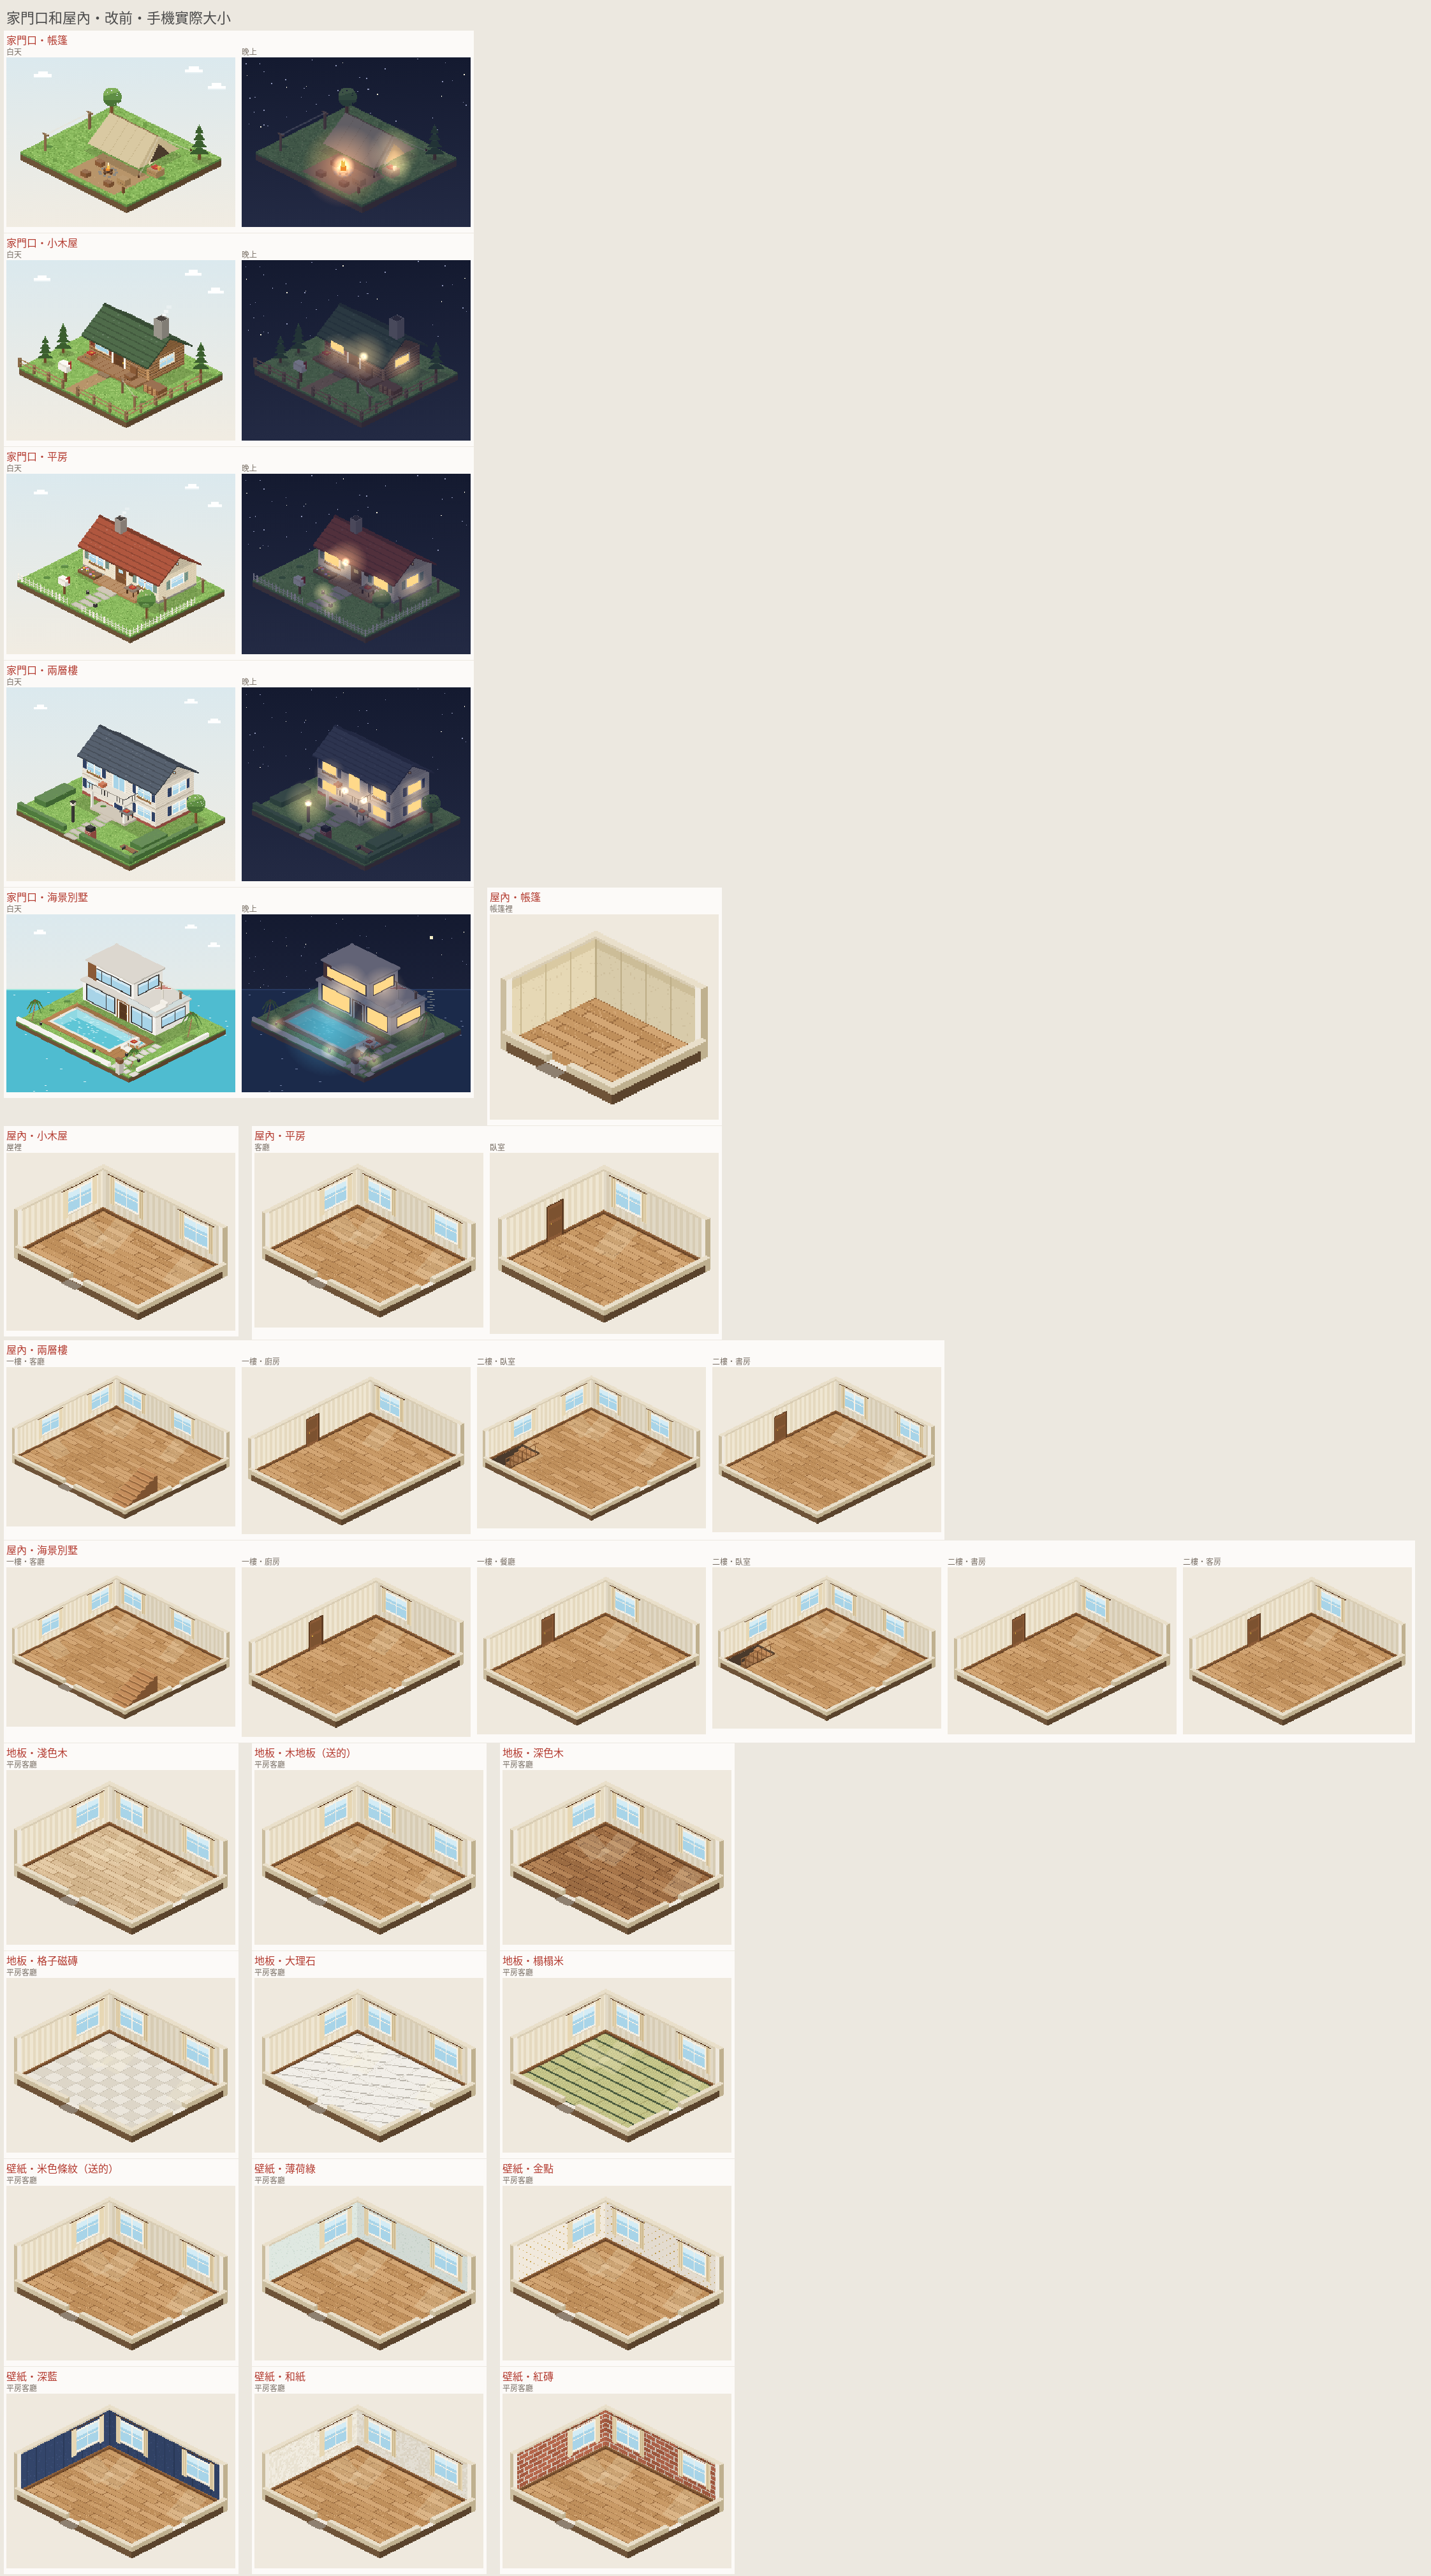 家門口和屋內・改前・手機實際大小
家門口・帳篷
白天
晚上
家門口・小木屋
白天
晚上
家門口・平房
白天
晚上
家門口・兩層樓
白天
晚上
家門口・海景別墅
白天
晚上
屋內・帳篷
帳篷裡
屋內・小木屋
屋裡
屋內・平房
客廳
臥室
屋內・兩層樓
一樓・客廳
一樓・廚房
二樓・臥室
二樓・書房
屋內・海景別墅
一樓・客廳
一樓・廚房
一樓・餐廳
二樓・臥室
二樓・書房
二樓・客房
地板・淺色木
平房客廳
地板・木地板（送的）
平房客廳
地板・深色木
平房客廳
地板・格子磁磚
平房客廳
地板・大理石
平房客廳
地板・榻榻米
平房客廳
壁紙・米色條紋（送的）
平房客廳
壁紙・薄荷綠
平房客廳
壁紙・金點
平房客廳
壁紙・深藍
平房客廳
壁紙・和紙
平房客廳
壁紙・紅磚
平房客廳